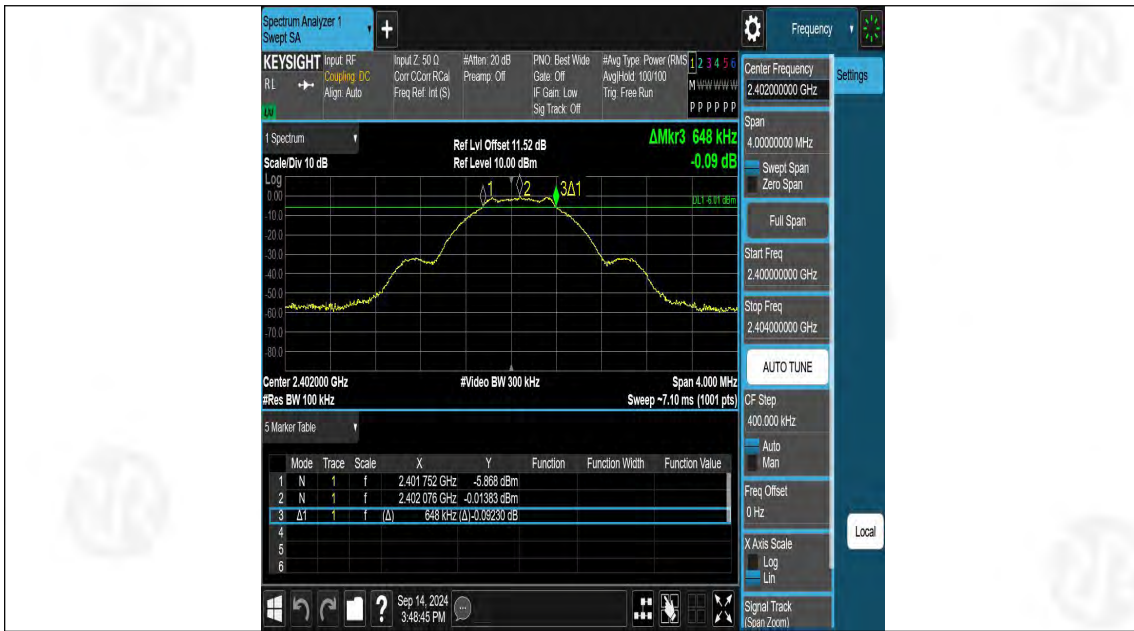 Spectrum Analyzer 1
Swept SA
+
Frequency
KEYSIGHT
RL
Input: RF
Coupling: DC
Align: Auto
Input Z: 50 Ω
Corr CCorr RCal
Freq Ref: Int (S)
#Atten: 20 dB
Preamp: Off
PNO: Best Wide
Gate: Off
IF Gain: Low
Sig Track: Off
#Avg Type: Power (RMS
Avg|Hold: 100/100
Trig: Free Run
1 2 3 4 5 6
M W W W W W
P P P P P P
1 Spectrum
Scale/Div 10 dB
Ref Lvl Offset 11.52 dB
Ref Level 10.00 dBm
ΔMkr3 648 kHz
-0.09 dB
Log
0.00
-10.0
-20.0
-30.0
-40.0
-50.0
-60.0
-70.0
-80.0
1
2
3Δ1
DL1 -6.01 dBm
Center 2.402000 GHz
#Res BW 100 kHz
#Video BW 300 kHz
Span 4.000 MHz
Sweep ~7.10 ms (1001 pts)
5 Marker Table
Mode Trace Scale X Y Function Function Width Function Value
1 N 1 f 2.401 752 GHz -5.868 dBm
2 N 1 f 2.402 076 GHz -0.01383 dBm
3 Δ1 1 f (Δ) 648 kHz (Δ) -0.09230 dB
4
5
6
?
Sep 14, 2024
3:48:45 PM
Center Frequency
2.402000000 GHz
Span
4.00000000 MHz
Swept Span
Zero Span
Full Span
Start Freq
2.400000000 GHz
Stop Freq
2.404000000 GHz
AUTO TUNE
CF Step
400.000 kHz
Auto
Man
Freq Offset
0 Hz
X Axis Scale
Log
Lin
Signal Track
(Span Zoom)
Settings
Local